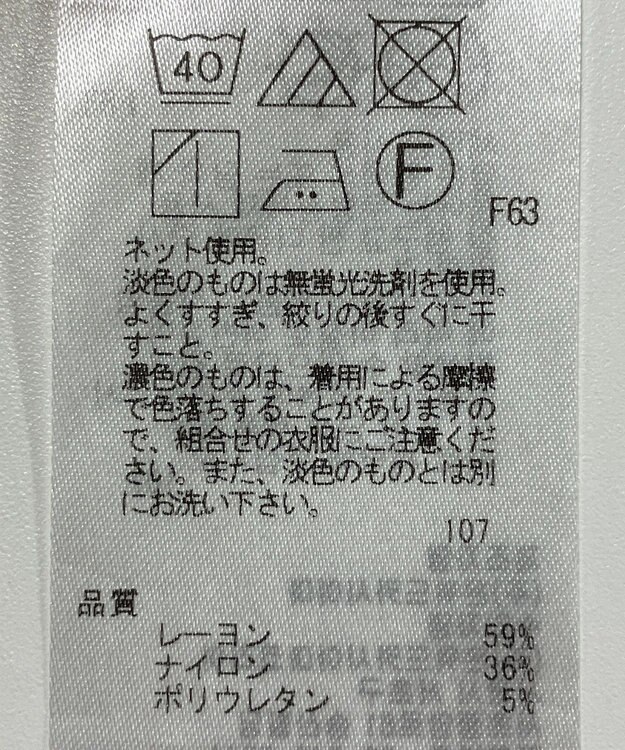 40
F
F63
ネット使用。
淡色のものは無蛍光洗剤を使用。
よくすすぎ、絞りの後すぐに干
すこと。
濃色のものは、着用による摩擦
で色落ちすることがありますの
で、組合せの衣服にご注意くだ
さい。また、淡色のものとは別
にお洗い下さい。
107
品質
レーヨン 59%
ナイロン 36%
ポリウレタン 5%